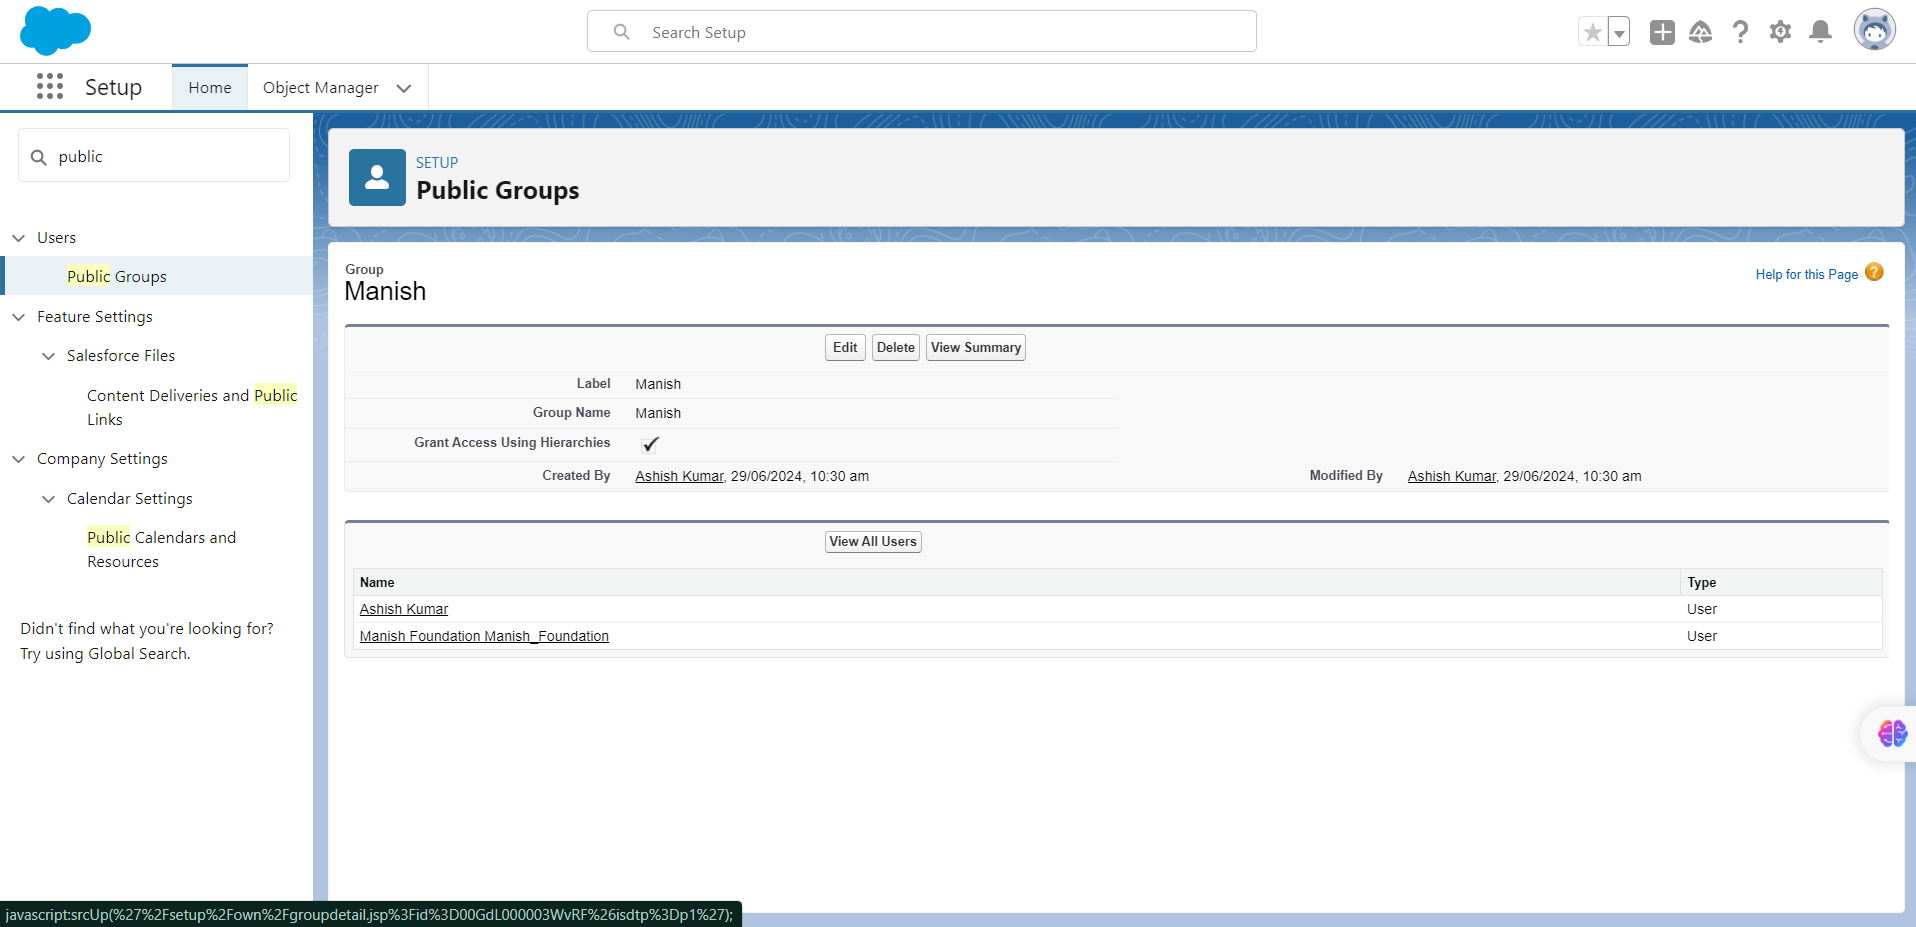 Search Setup
Setup
Home
Object Manager
public
Users
Public Groups
Feature Settings
Salesforce Files
Content Deliveries and Public
Links
Company Settings
Calendar Settings
Public Calendars and
Resources
Didn't find what you're looking for?
Try using Global Search.
SETUP
Public Groups
Group
Manish
Help for this Page ?
Edit Delete View Summary
Label Manish
Group Name Manish
Grant Access Using Hierarchies
Created By Ashish Kumar, 29/06/2024, 10:30 am Modified By Ashish Kumar, 29/06/2024, 10:30 am
View All Users
Name Type
Ashish Kumar User
Manish Foundation Manish_Foundation User
javascript:srcUp(%27%2Fsetup%2Fown%2Fgroupdetail.jsp%3Fid%3D00GdL000003WvRF%26isdtp%3Dp1%27);